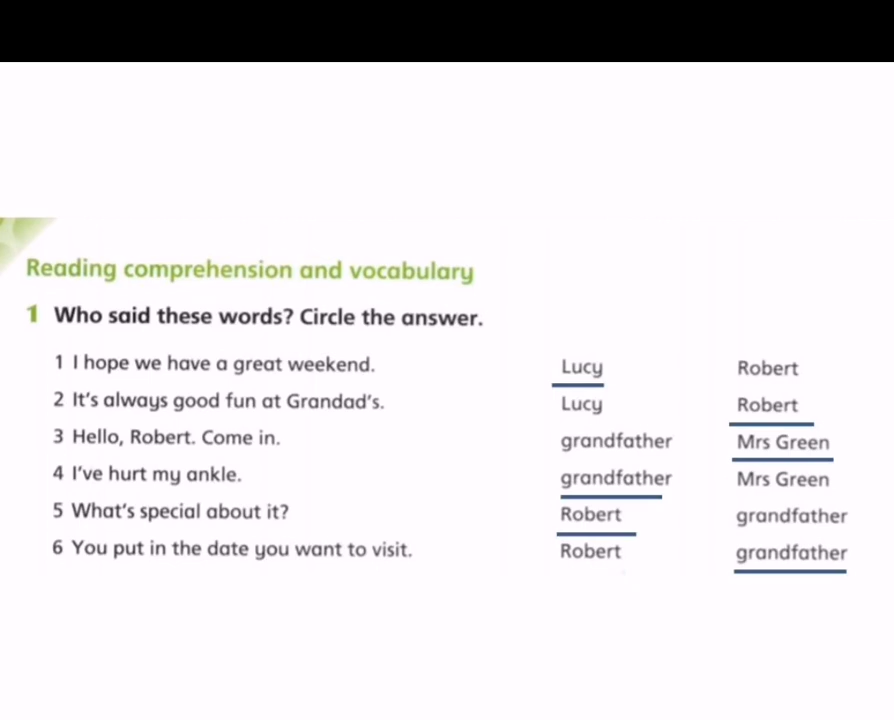 Reading comprehension and vocabulary
1 Who said these words? Circle the answer.
1 I hope we have a great weekend. Lucy Robert
2 It's always good fun at Grandad's. Lucy Robert
3 Hello, Robert. Come in. grandfather Mrs Green
4 I've hurt my ankle. grandfather Mrs Green
5 What's special about it? Robert grandfather
6 You put in the date you want to visit. Robert grandfather